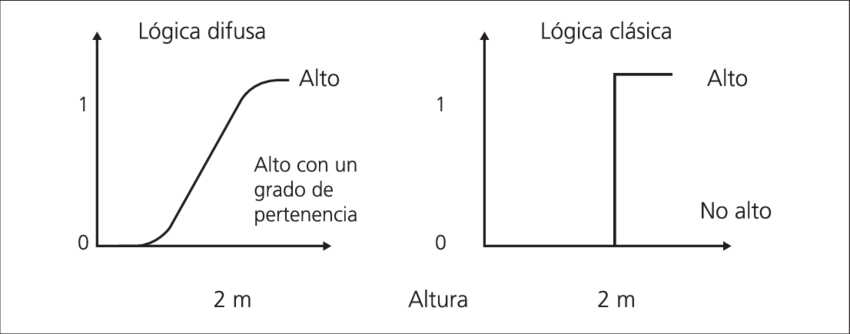 Lógica difusa
Alto
1
Alto con un
grado de
pertenencia
0
2 m
Altura
Lógica clásica
1
Alto
No alto
0
2 m